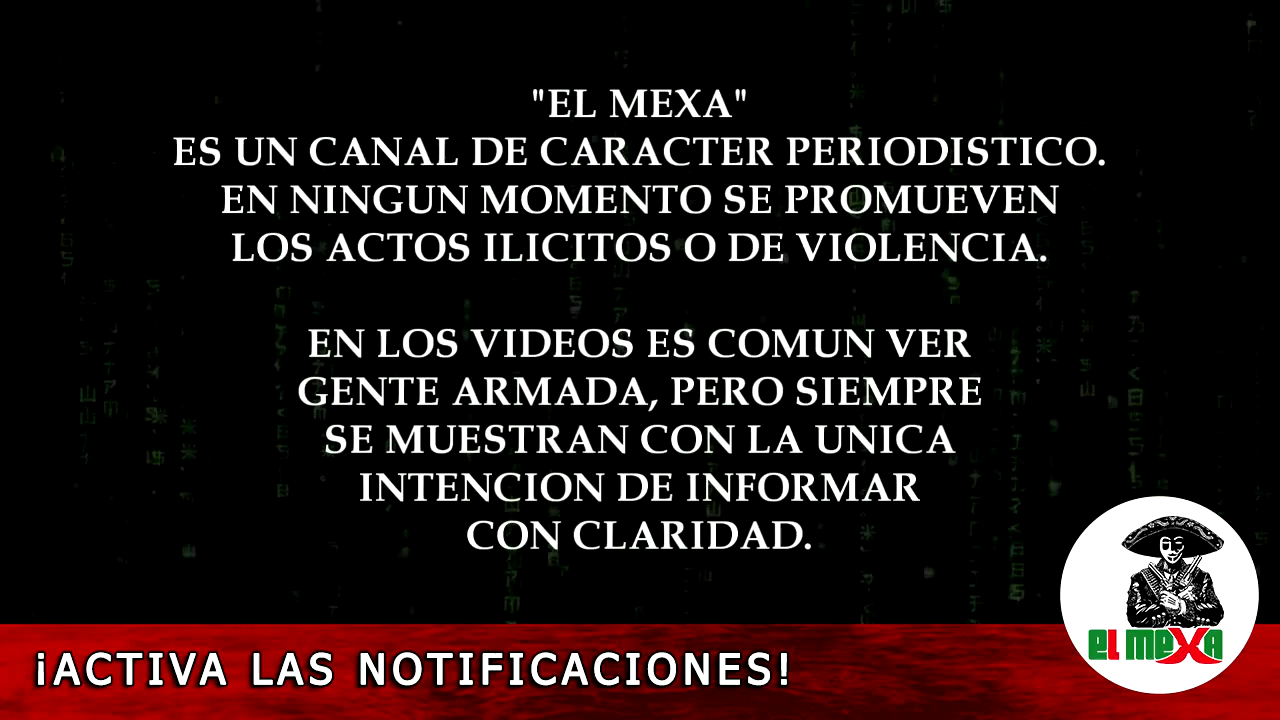 "EL MEXA"
ES UN CANAL DE CARACTER PERIODISTICO.
EN NINGUN MOMENTO SE PROMUEVEN
LOS ACTOS ILICITOS O DE VIOLENCIA.
EN LOS VIDEOS ES COMUN VER
GENTE ARMADA, PERO SIEMPRE
SE MUESTRAN CON LA UNICA
INTENCION DE INFORMAR
CON CLARIDAD.
¡ACTIVA LAS NOTIFICACIONES!
EL MEXA